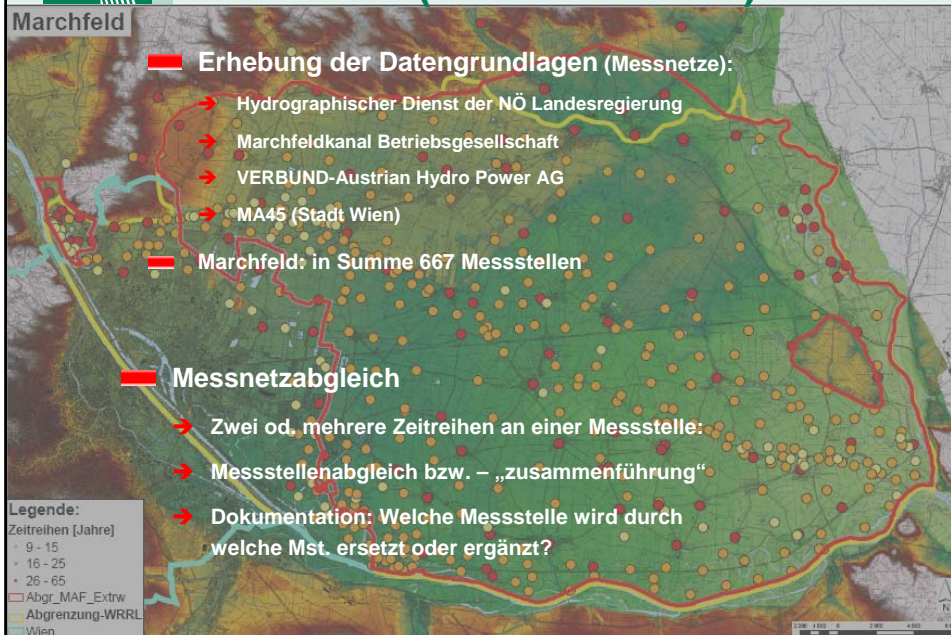 Marchfeld
Erhebung der Datengrundlagen (Messnetze):
Hydrographischer Dienst der NÖ Landesregierung
Marchfeldkanal Betriebsgesellschaft
VERBUND-Austrian Hydro Power AG
MA45 (Stadt Wien)
Marchfeld: in Summe 667 Messstellen
Messnetzabgleich
Zwei od. mehrere Zeitreihen an einer Messstelle:
Messstellenabgleich bzw. – „zusammenführung“
Dokumentation: Welche Messstelle wird durch
welche Mst. ersetzt oder ergänzt?
Legende:
Zeitreihen [Jahre]
9 - 15
16 - 25
26 - 65
Abgr_MAF_Extrw
Abgrenzung-WRRL
Wien
N